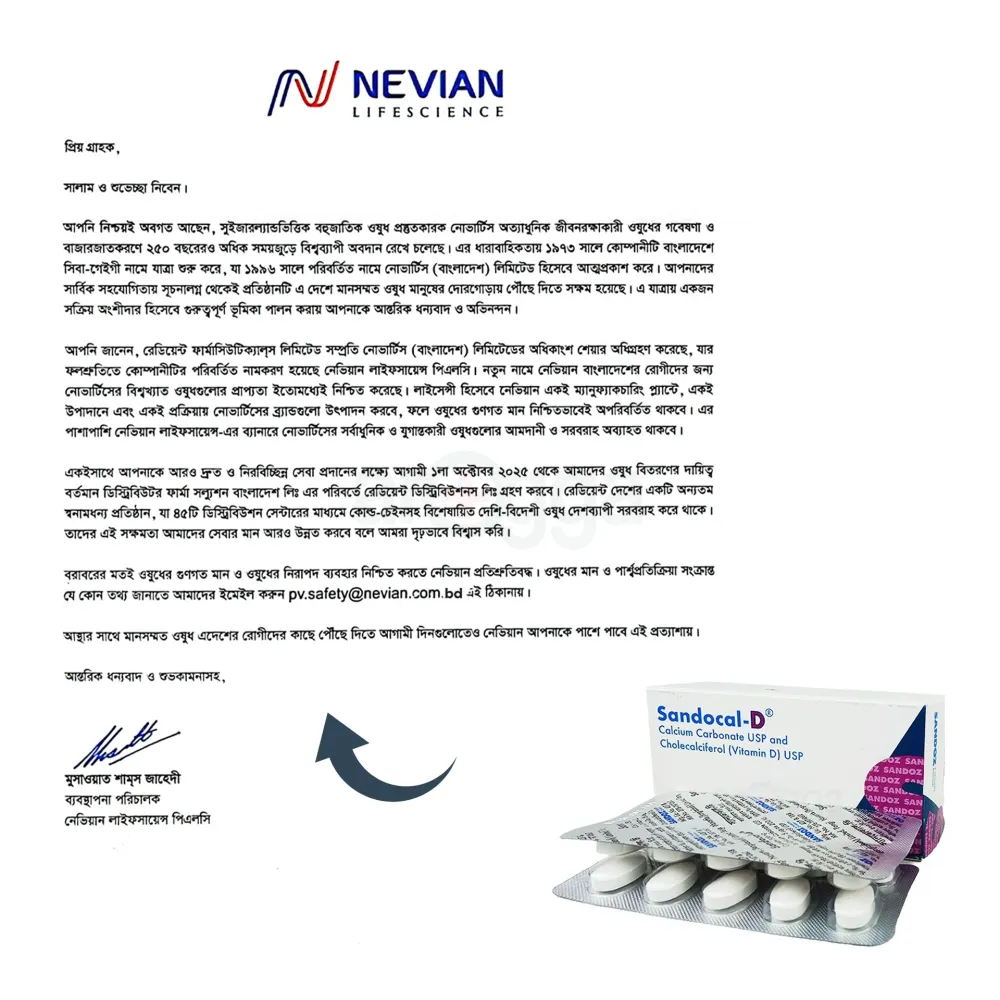 NEVIAN
LIFESCIENCE
প্রিয় গ্রাহক,
সালাম ও শুভেচ্ছা নিবেন।
আপনি নিশ্চয়ই অবগত আছেন, সুইজারল্যান্ডভিত্তিক বহুজাতিক ওষুধ প্রস্তুতকারক নোভার্টিস অত্যাধুনিক জীবনরক্ষাকারী ওষুধের গবেষণা ও
বাজারজাতকরণে ২৫০ বছরেরও অধিক সময়জুড়ে বিশ্বব্যাপী অবদান রেখে চলেছে। এর ধারাবাহিকতায় ১৯৭৩ সালে কোম্পানীটি বাংলাদেশে
সিবা-গেইগী নামে যাত্রা শুরু করে, যা ১৯৯৬ সালে পরিবর্তিত নামে নোভার্টিস (বাংলাদেশ) লিমিটেড হিসেবে আত্মপ্রকাশ করে। আপনাদের
সার্বিক সহযোগিতায় সূচনালগ্ন থেকেই প্রতিষ্ঠানটি এ দেশে মানসম্মত ওষুধ মানুষের দোরগোড়ায় পৌঁছে দিতে সক্ষম হয়েছে। এ যাত্রায় একজন
সক্রিয় অংশীদার হিসেবে গুরুত্বপূর্ণ ভূমিকা পালন করায় আপনাকে আন্তরিক ধন্যবাদ ও অভিনন্দন।
আপনি জানেন, রেডিয়েন্ট ফার্মাসিউটিক্যাল্স লিমিটেড সম্প্রতি নোভার্টিস (বাংলাদেশ) লিমিটেডের অধিকাংশ শেয়ার অধিগ্রহণ করেছে, যার
ফলশ্রুতিতে কোম্পানীটির পরিবর্তিত নামকরণ হয়েছে নেভিয়ান লাইফসায়েন্স পিএলসি। নতুন নামে নেভিয়ান বাংলাদেশের রোগীদের জন্য
নোভার্টিসের বিশ্বখ্যাত ওষুধগুলোর প্রাপ্যতা ইতোমধ্যেই নিশ্চিত করেছে। লাইসেন্সী হিসেবে নেভিয়ান একই ম্যানুফ্যাকচারিং প্ল্যান্টে, একই
উপাদানে এবং একই প্রক্রিয়ায় নোভার্টিসের ব্র্যান্ডগুলো উৎপাদন করবে, ফলে ওষুধের গুণগত মান নিশ্চিতভাবেই অপরিবর্তিত থাকবে। এর
পাশাপাশি নেভিয়ান লাইফসায়েন্স-এর ব্যানারে নোভার্টিসের সর্বাধুনিক ও যুগান্তকারী ওষুধগুলোর আমদানী ও সরবরাহ অব্যাহত থাকবে।
একইসাথে আপনাকে আরও দ্রুত ও নিরবিচ্ছিন্ন সেবা প্রদানের লক্ষ্যে আগামী ১লা অক্টোবর ২০২৫ থেকে আমাদের ওষুধ বিতরণের দায়িত্ব
বর্তমান ডিস্ট্রিবিউটর ফার্মা সল্যুশন বাংলাদেশ লিঃ এর পরিবর্তে রেডিয়েন্ট ডিস্ট্রিবিউশনস লিঃ গ্রহণ করবে। রেডিয়েন্ট দেশের একটি অন্যতম
স্বনামধন্য প্রতিষ্ঠান, যা ৪৫টি ডিস্ট্রিবিউশন সেন্টারের মাধ্যমে কোল্ড-চেইনসহ বিশেষায়িত দেশি-বিদেশী ওষুধ দেশব্যাপী সরবরাহ করে থাকে।
তাদের এই সক্ষমতা আমাদের সেবার মান আরও উন্নত করবে বলে আমরা দৃঢ়ভাবে বিশ্বাস করি।
বরাবরের মতই ওষুধের গুণগত মান ও ওষুধের নিরাপদ ব্যবহার নিশ্চিত করতে নেভিয়ান প্রতিশ্রুতিবদ্ধ। ওষুধের মান ও পার্শ্বপ্রতিক্রিয়া সংক্রান্ত
যে কোন তথ্য জানাতে আমাদের ইমেইল করুন pv.safety@nevian.com.bd এই ঠিকানায়।
আস্থার সাথে মানসম্মত ওষুধ এদেশের রোগীদের কাছে পৌঁছে দিতে আগামী দিনগুলোতেও নেভিয়ান আপনাকে পাশে পাবে এই প্রত্যাশায়।
আন্তরিক ধন্যবাদ ও শুভকামনাসহ,
মুসাওয়াত শাম্‌স জাহেদী
ব্যবস্থাপনা পরিচালক
নেভিয়ান লাইফসায়েন্স পিএলসি
Sandocal-D®
Calcium Carbonate USP and
Cholecalciferol (Vitamin D) USP
SANDOZ
SANDOZ